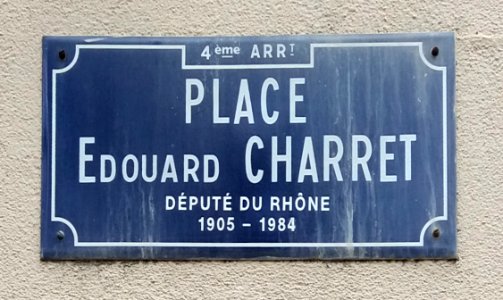 4ème ARRT
PLACE
EDOUARD CHARRET
DÉPUTÉ DU RHÔNE
1905 - 1984